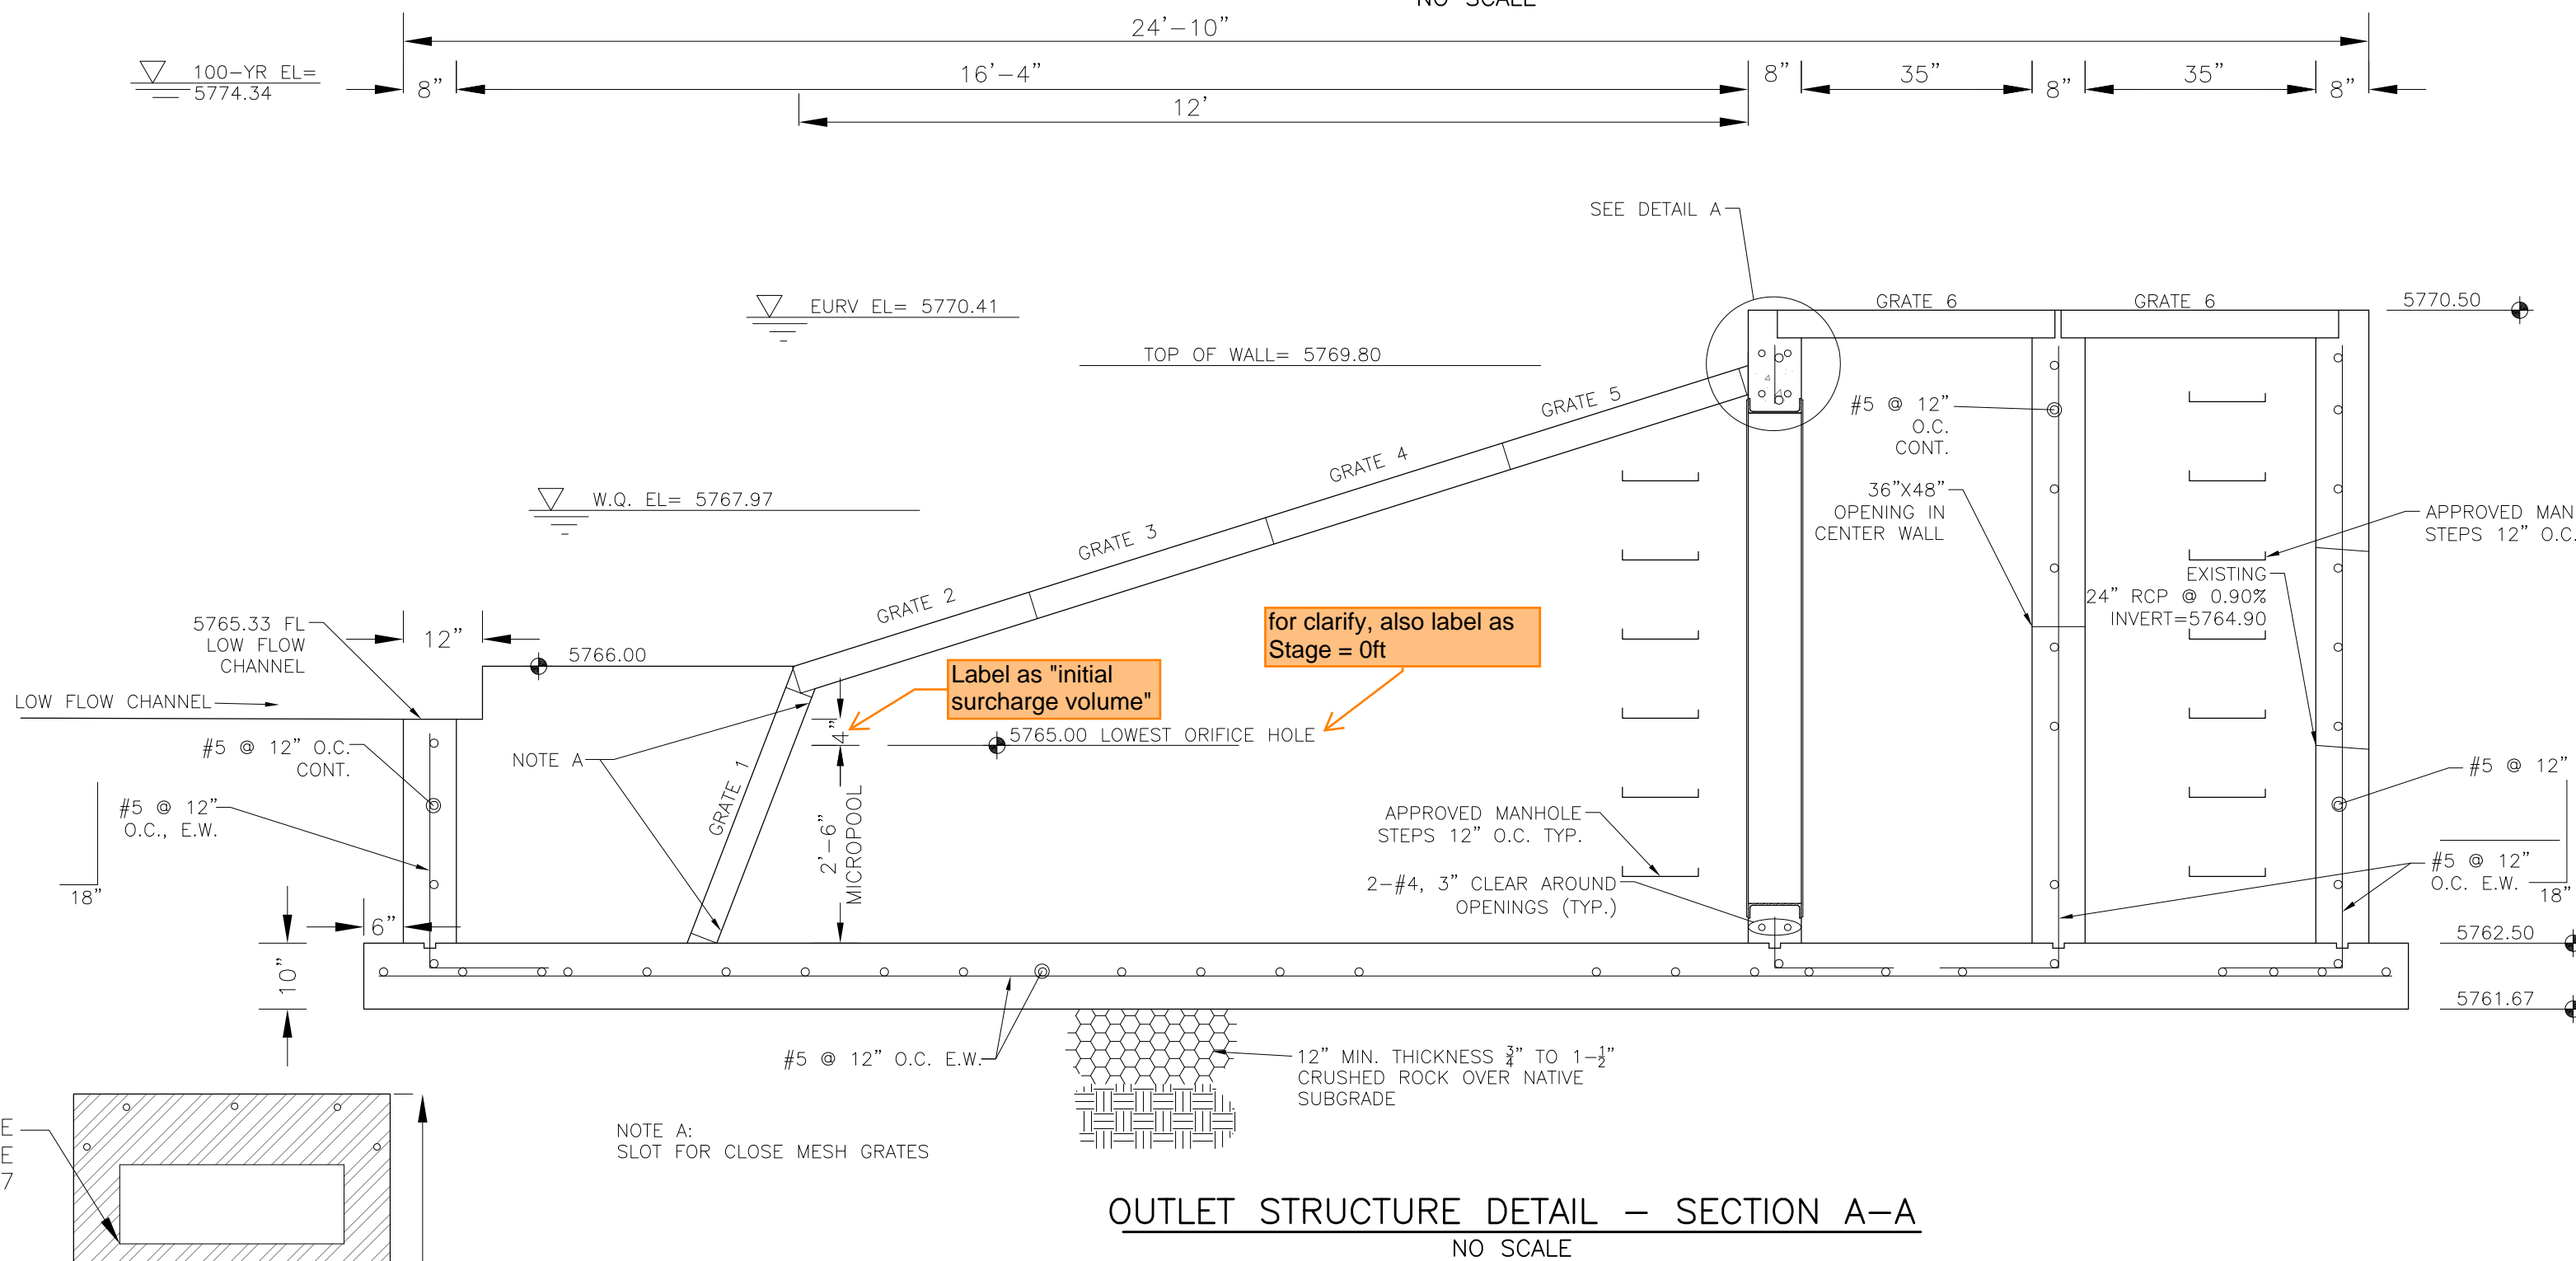 NO SCALE
24'-10"
100-YR EL=
5774.34
8"
16'-4"
8"
35"
8"
35"
8"
12'
SEE DETAIL A
EURV EL= 5770.41
GRATE 6
GRATE 6
5770.50
TOP OF WALL= 5769.80
GRATE 5
#5 @ 12"
O.C.
CONT.
GRATE 4
W.Q. EL= 5767.97
36"X48"
OPENING IN
CENTER WALL
APPROVED MAN
STEPS 12" O.C.
GRATE 3
EXISTING
24" RCP @ 0.90%
INVERT=5764.90
GRATE 2
5765.33 FL
LOW FLOW
CHANNEL
12"
5766.00
for clarify, also label as
Stage = 0ft
Label as "initial
surcharge volume"
LOW FLOW CHANNEL
4"
5765.00 LOWEST ORIFICE HOLE
#5 @ 12" O.C.
CONT.
NOTE A
#5 @ 12"
GRATE 1
#5 @ 12"
O.C., E.W.
2'-6"
MICROPOOL
APPROVED MANHOLE
STEPS 12" O.C. TYP.
18"
2-#4, 3" CLEAR AROUND
OPENINGS (TYP.)
#5 @ 12"
O.C. E.W.
18"
6"
10"
5762.50
5761.67
#5 @ 12" O.C. E.W.
12" MIN. THICKNESS 3/4" TO 1-1/2"
CRUSHED ROCK OVER NATIVE
SUBGRADE
E
E
7
NOTE A:
SLOT FOR CLOSE MESH GRATES
OUTLET STRUCTURE DETAIL - SECTION A-A
NO SCALE